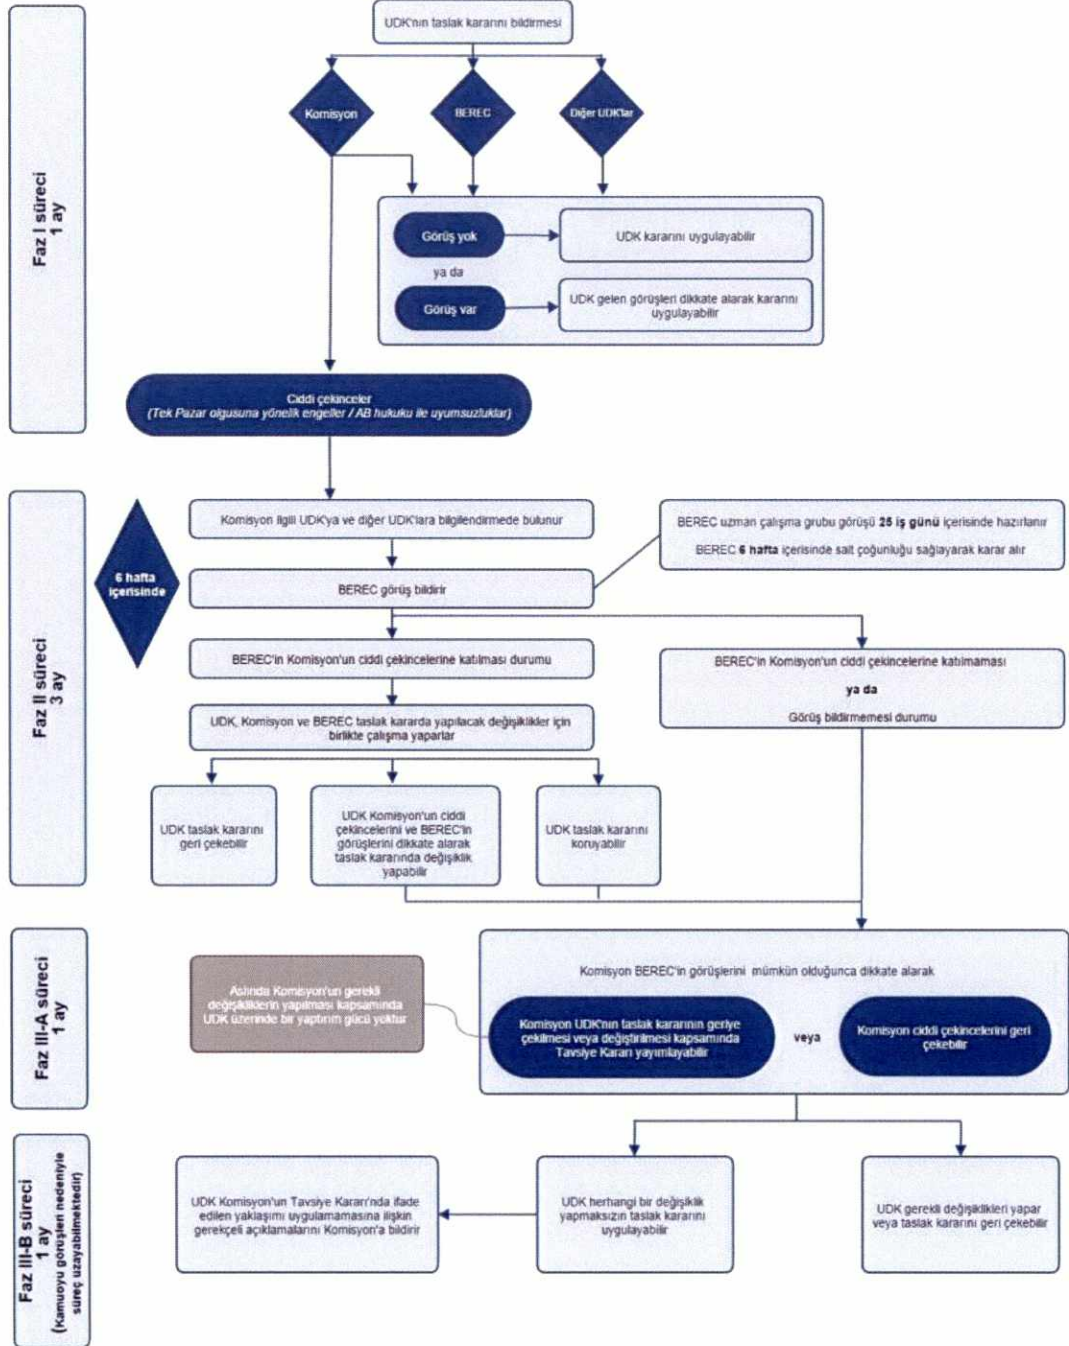 UDK'nın taslak kararını bildirmesi
Komisyon
BEREC
Diğer UDK'lar
Faz I süreci
1 ay
Görüş yok
UDK kararını uygulayabilir
ya da
Görüş var
UDK gelen görüşleri dikkate alarak kararını
uygulayabilir
Ciddi çekinceler
(Tek Pazar olgusuna yönelik engeller / AB hukuku ile uyumsuzluklar)
Faz II süreci
3 ay
6 hafta
içerisinde
Komisyon ilgili UDK'ya ve diğer UDK'lara bilgilendirmede bulunur
BEREC uzman çalışma grubu görüşü 25 iş günü içerisinde hazırlanır
BEREC 6 hafta içerisinde salt çoğunluğu sağlayarak karar alır
BEREC görüş bildirir
BEREC'in Komisyon'un ciddi çekincelerine katılması durumu
BEREC'in Komisyon'un ciddi çekincelerine katılmaması
ya da
Görüş bildirmemesi durumu
UDK, Komisyon ve BEREC taslak kararda yapılacak değişiklikler için
birlikte çalışma yaparlar
UDK taslak kararını
geri çekebilir
UDK Komisyon'un ciddi
çekincelerini ve BEREC'in
görüşlerini dikkate alarak
taslak kararında değişiklik
yapabilir
UDK taslak kararını
koruyabilir
Faz III-A süreci
1 ay
Aslında Komisyon'un gerekli
değişikliklerin yapılması kapsamında
UDK üzerinde bir yaptırım gücü yoktur
Komisyon BEREC'in görüşlerini mümkün olduğunca dikkate alarak
Komisyon UDK'nın taslak kararının geriye
çekilmesi veya değiştirilmesi kapsamında
Tavsiye Kararı yayımlayabilir
veya
Komisyon ciddi çekincelerini geri
çekebilir
Faz III-B süreci
1 ay
(Kamuoyu görüşleri nedeniyle
süreç uzayabilmektedir)
UDK Komisyon'un Tavsiye Kararı'nda ifade
edilen yaklaşımı uygulamamasına ilişkin
gerekçeli açıklamalarını Komisyon'a bildirir
UDK herhangi bir değişiklik
yapmaksızın taslak kararını
uygulayabilir
UDK gerekli değişiklikleri yapar
veya taslak kararını geri çekebilir